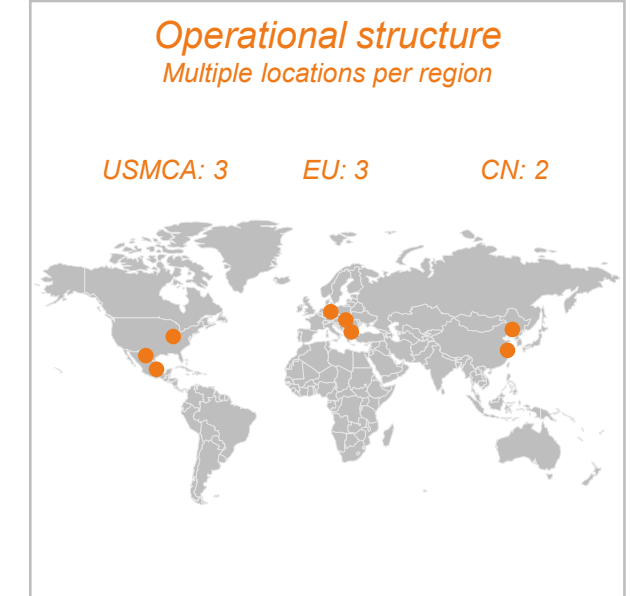 Operational structure
Multiple locations per region
USMCA: 3 EU: 3 CN: 2